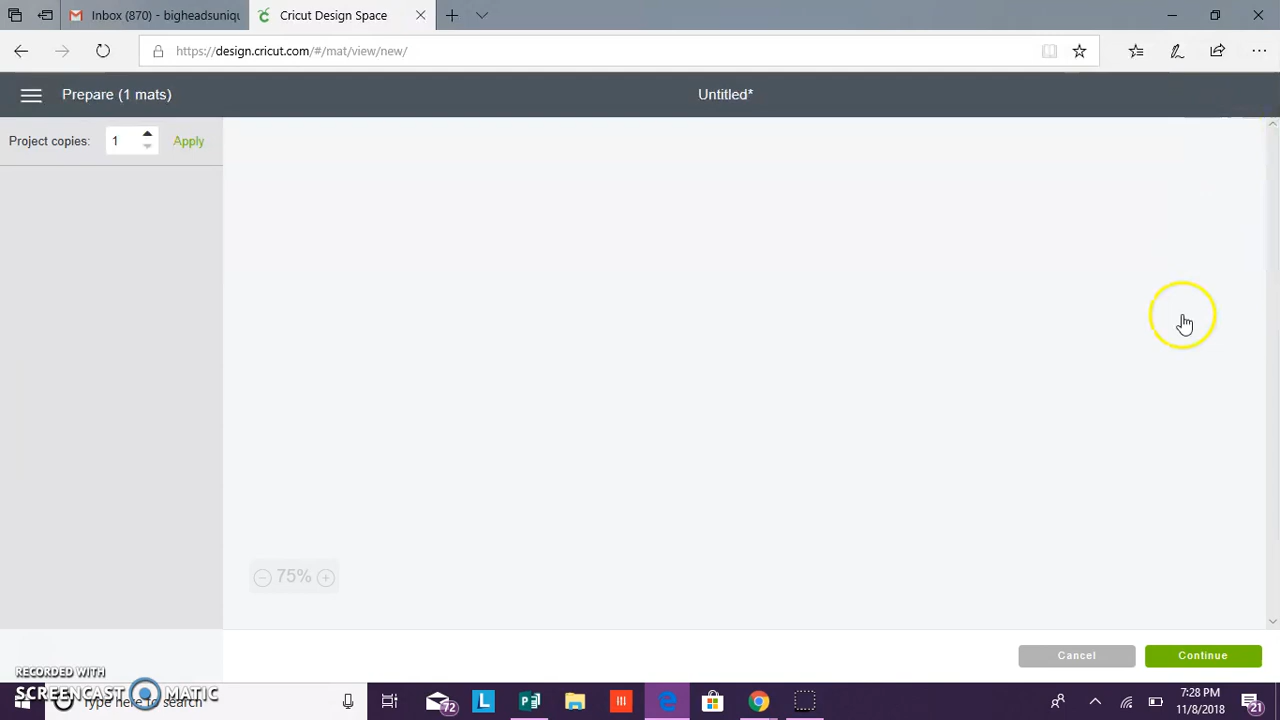 Inbox (870) - bigheadsuniqu
Cricut Design Space
https://design.cricut.com/#/mat/view/new/
Prepare (1 mats)
Untitled*
Project copies:
1
Apply
75%
Cancel
Continue
RECORDED WITH
SCREENCAST MATIC
Type here to search
72
7:28 PM
11/8/2018
21